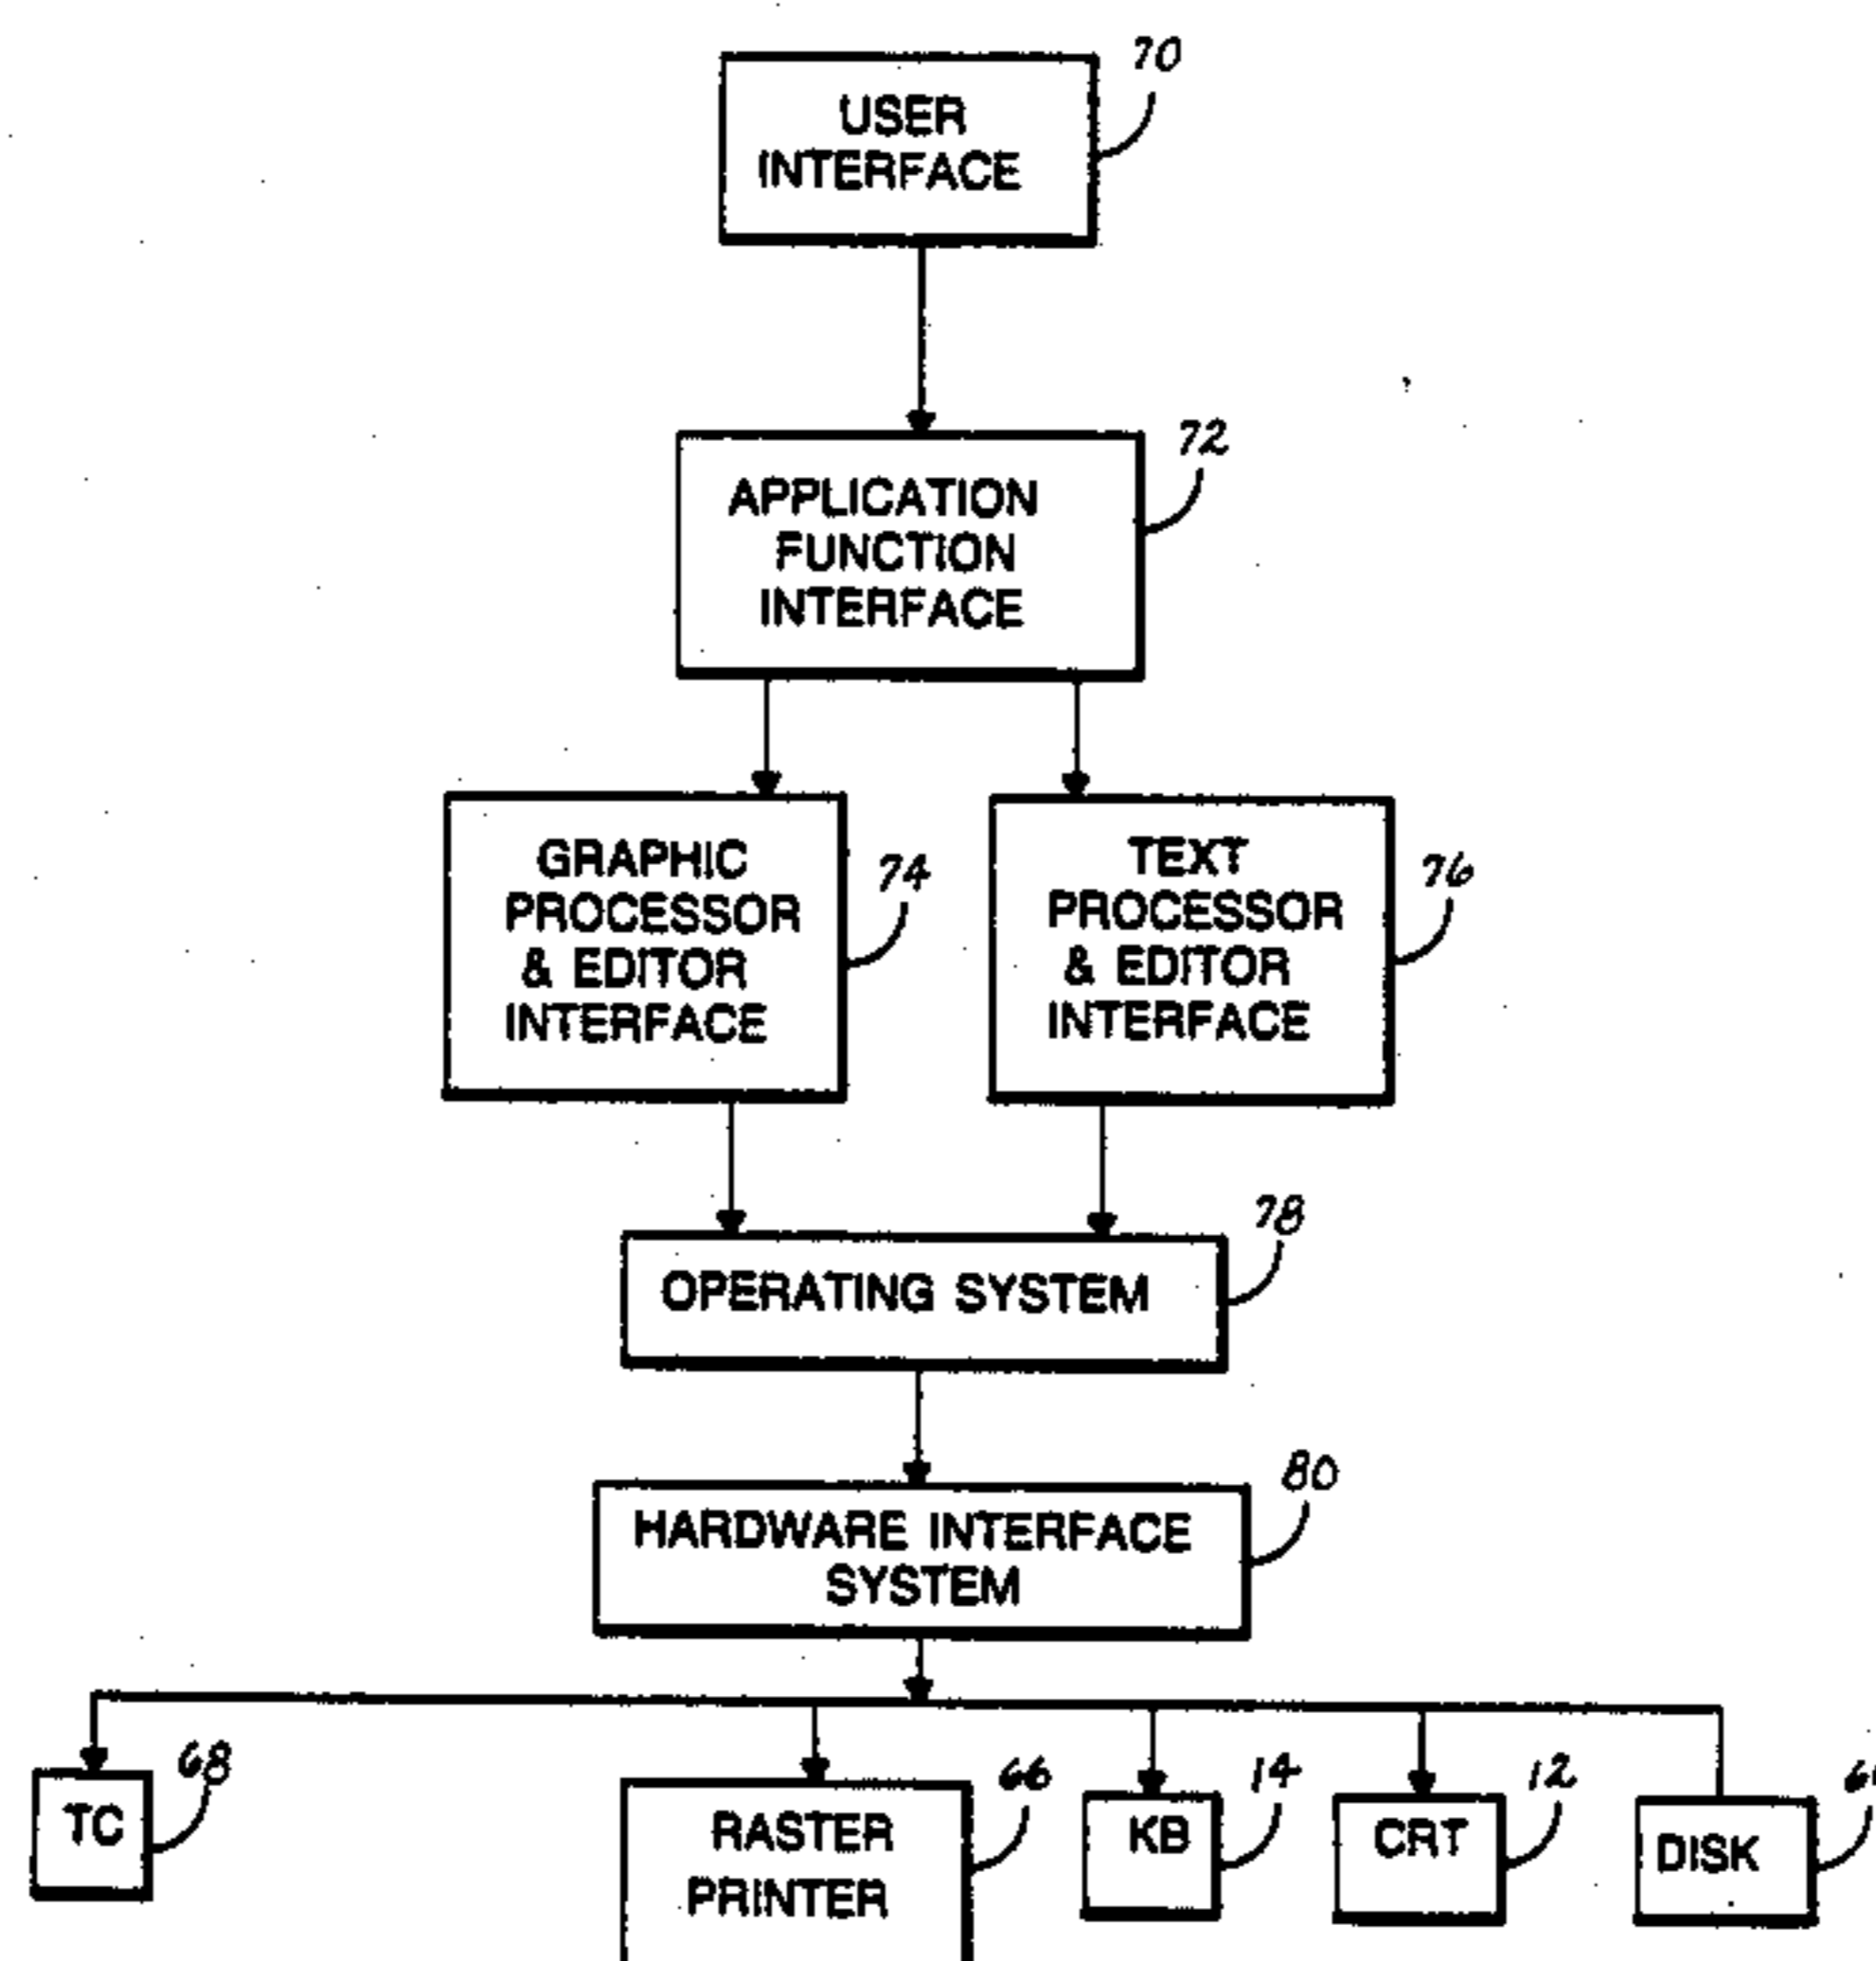 70
USER
INTERFACE
72
APPLICATION
FUNCTION
INTERFACE
74
GRAPHIC
PROCESSOR
& EDITOR
INTERFACE
76
TEXT
PROCESSOR
& EDITOR
INTERFACE
78
OPERATING SYSTEM
80
HARDWARE INTERFACE
SYSTEM
68
TC
66
RASTER
PRINTER
14
KB
12
CRT
DISK